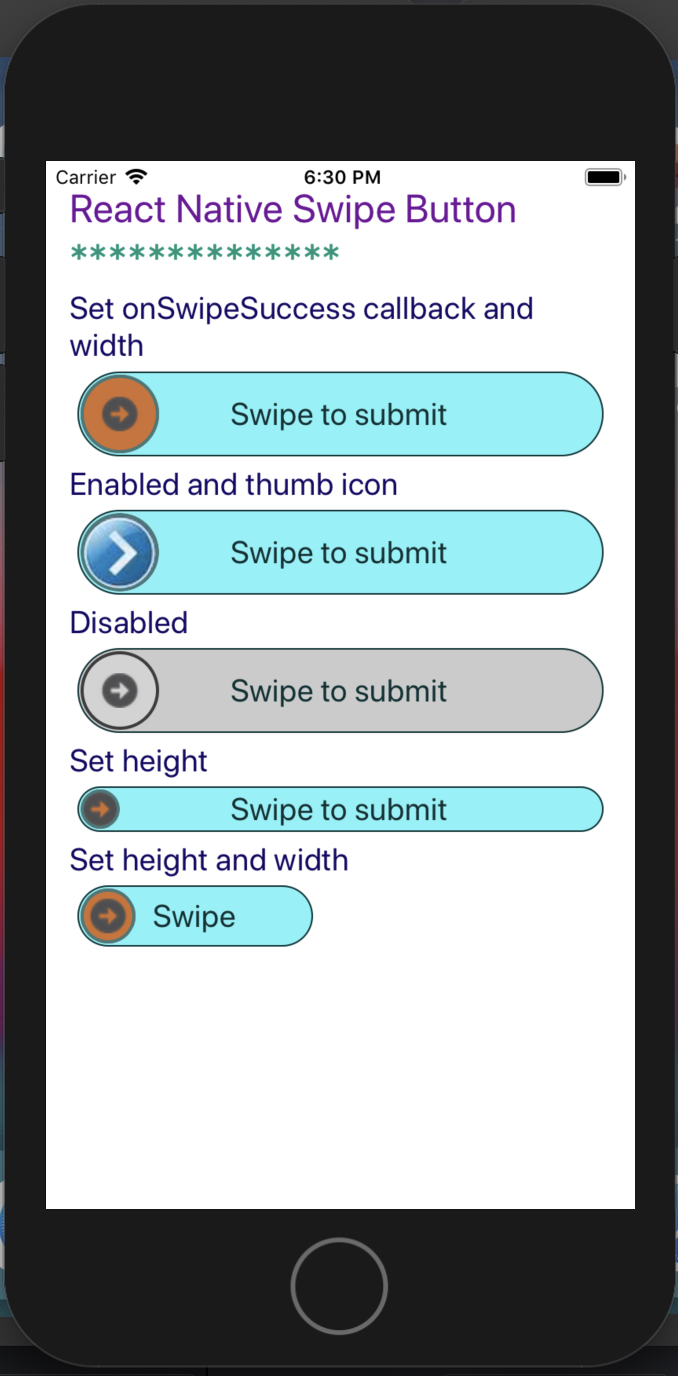 Carrier 6:30 PM
React Native Swipe Button
**************
Set onSwipeSuccess callback and
width
Swipe to submit
Enabled and thumb icon
Swipe to submit
Disabled
Swipe to submit
Set height
Swipe to submit
Set height and width
Swipe